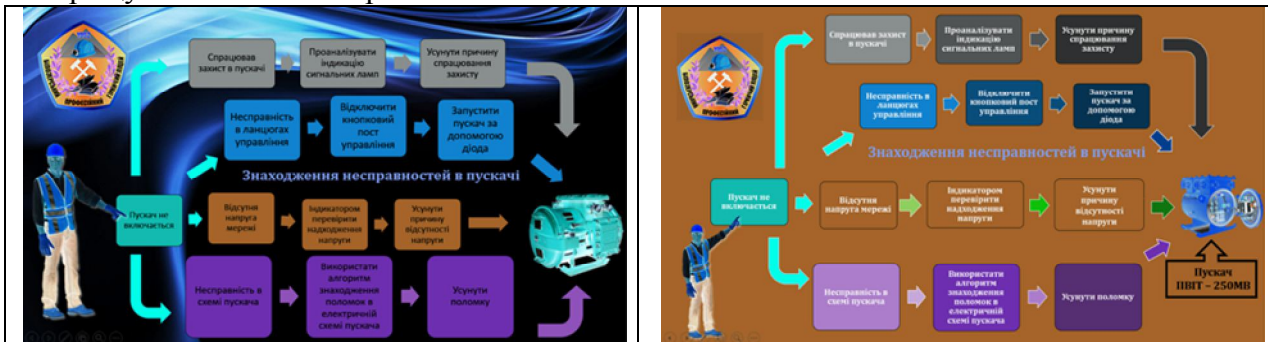 Спрацював
захист в пускачі
Проаналізувати
індикацію
сигнальних ламп
Усунути причину
спрацювання
захисту
Несправність
в ланцюгах
управління
Відключити
кнопковий
пост
управління
Запустити
пускач за
допомогою
діода
Знаходження несправностей в пускачі
Пускач не
включається
Відсутня
напруга
мережі
Індикатором
перевірити
надходження
напруги
Усунути
причину
відсутності
напруги
Несправність в
схемі пускача
Використати
алгоритм
знаходження
поломок в
електричній
схемі пускача
Усунути
поломку
Спрацював захист
в пускачі
Проаналізувати
індикацію
сигнальних ламп
Усунути причину
спрацювання
захисту
Несправність в
ланцюгах
управління
Відключити
кнопковий пост
управління
Запустити
пускач за
допомогою
діода
Знаходження несправностей в пускачі
Пускач не
включається
Відсутня
напруга мережі
Індикатором
перевірити
надходження
напруги
Усунути
причину
відсутності
напруги
Несправність в
схемі пускача
Використати
алгоритм
знаходження
поломок в
електричній
схемі пускача
Усунути поломку
Пускач
ПВІТ – 250МВ